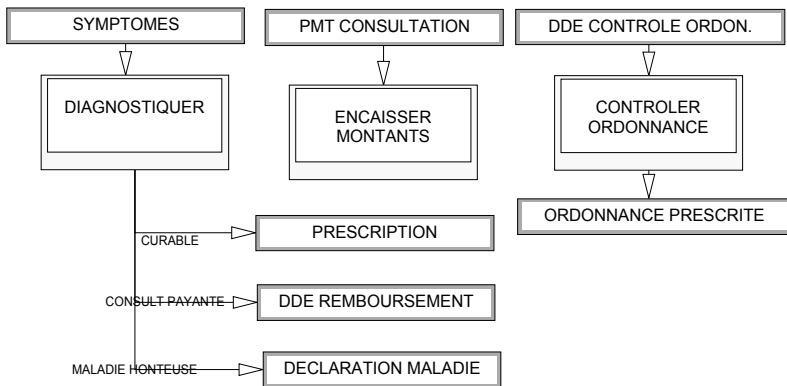 SYMPTOMES
PMT CONSULTATION
DDE CONTROLE ORDON.
DIAGNOSTIQUER
ENCAISSER
MONTANTS
CONTROLER
ORDONNANCE
ORDONNANCE PRESCRITE
CURABLE
PRESCRIPTION
CONSULT PAYANTE
DDE REMBOURSEMENT
MALADIE HONTEUSE
DECLARATION MALADIE